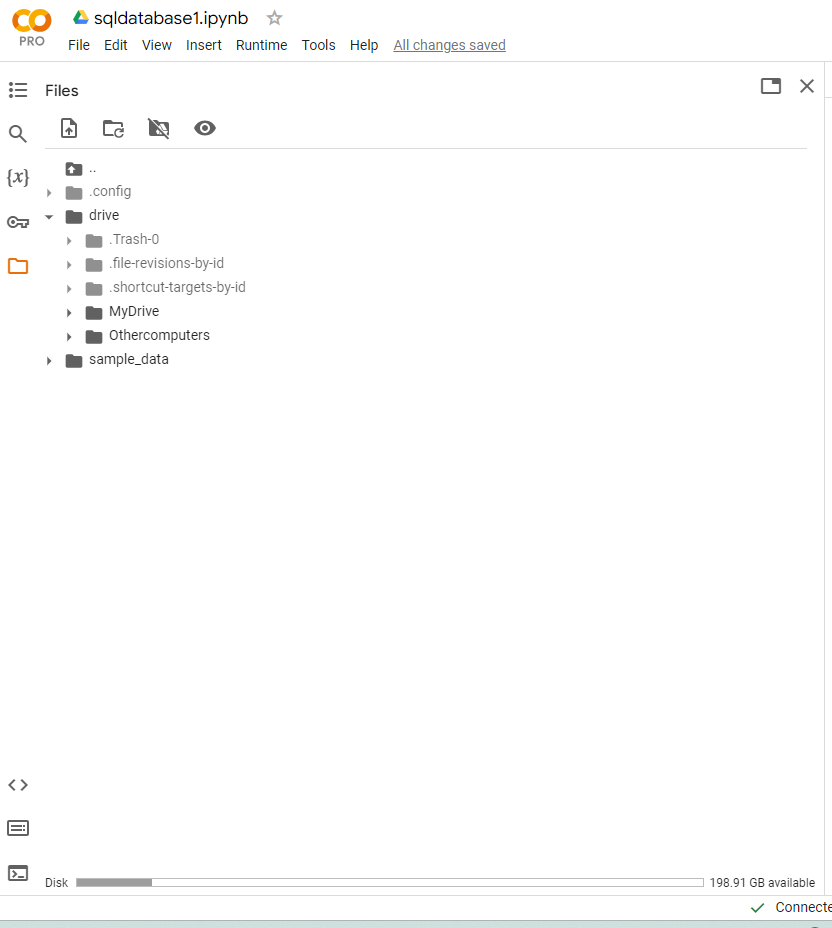 sqldatabase1.ipynb
PRO
File Edit View Insert Runtime Tools Help All changes saved
Files
..
{x}
.config
drive
.Trash-0
.file-revisions-by-id
.shortcut-targets-by-id
MyDrive
Othercomputers
sample_data
Disk 198.91 GB available
Connecte